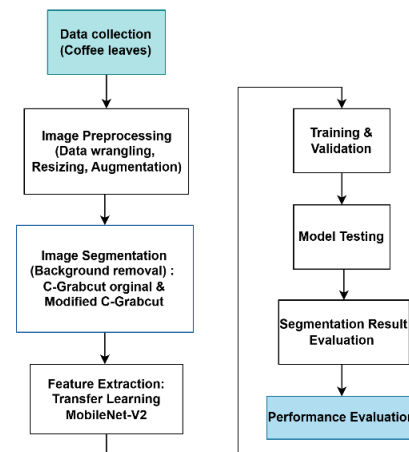 Data collection
(Coffee leaves)
Image Preprocessing
(Data wrangling,
Resizing, Augmentation)
Image Segmentation
(Background removal) :
C-Grabcut orginal &
Modified C-Grabcut
Feature Extraction:
Transfer Learning
MobileNet-V2
Training &
Validation
Model Testing
Segmentation Result
Evaluation
Performance Evaluation